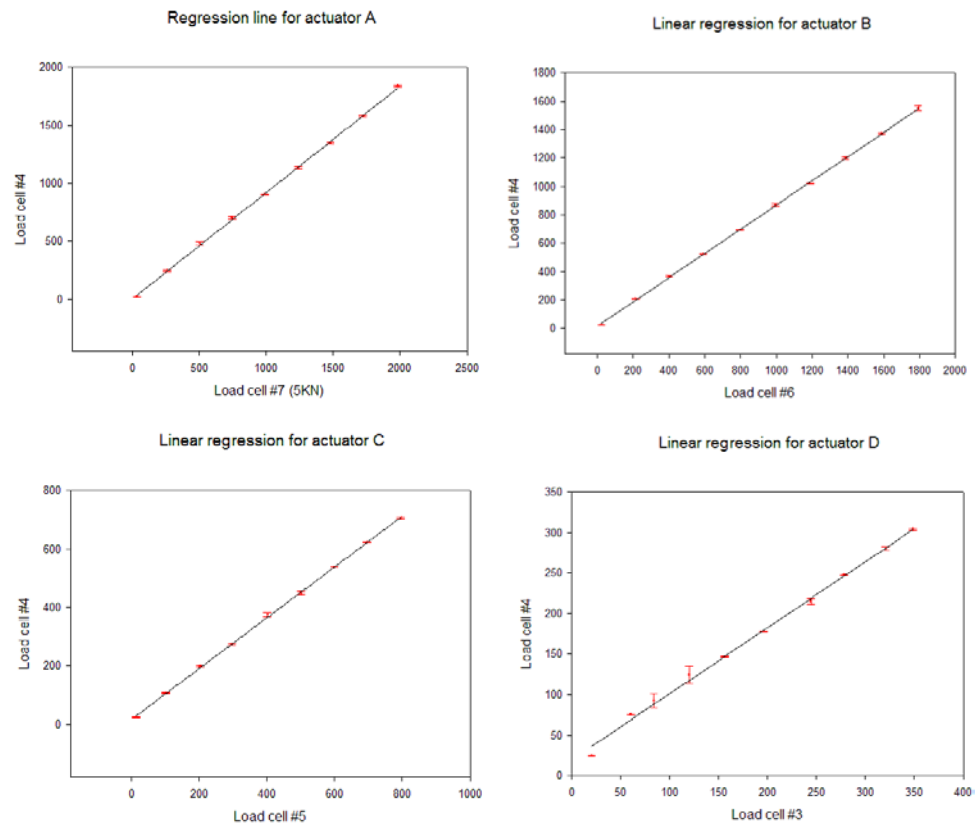 Regression line for actuator A
2000
1500
1000
500
0
Load cell #4
0 500 1000 1500 2000 2500
Load cell #7 (5KN)
Linear regression for actuator B
1800
1600
1400
1200
1000
800
600
400
200
0
Load cell #4
0 200 400 600 800 1000 1200 1400 1600 1800 2000
Load cell #6
Linear regression for actuator C
800
600
400
200
0
Load cell #4
0 200 400 600 800 1000
Load cell #5
Linear regression for actuator D
350
300
250
200
150
100
50
0
Load cell #4
0 50 100 150 200 250 300 350 400
Load cell #3